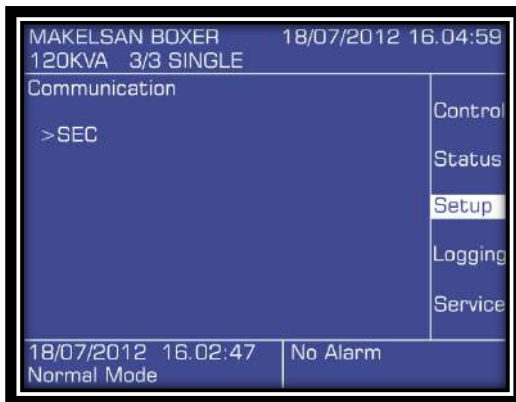 MAKELSAN BOXER 18/07/2012 16.04:59
120KVA 3/3 SINGLE
Communication
>SEC
Control
Status
Setup
Logging
Service
18/07/2012 16.02:47 No Alarm
Normal Mode